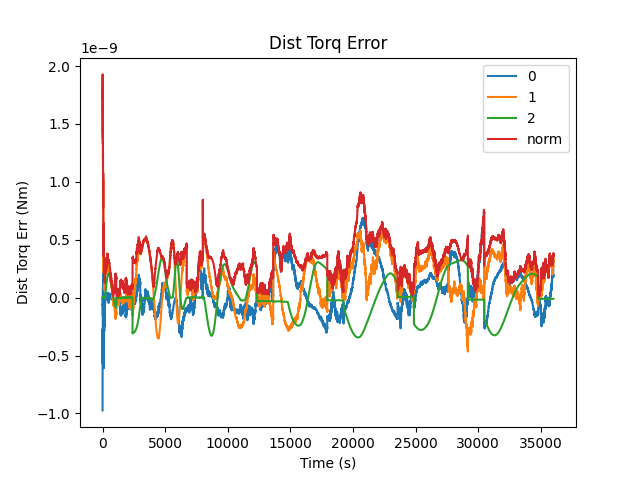 Dist Torq Error
1e−9
2.0
1.5
1.0
0.5
0.0
−0.5
−1.0
Dist Torq Err (Nm)
0
1
2
norm
0 5000 10000 15000 20000 25000 30000 35000
Time (s)